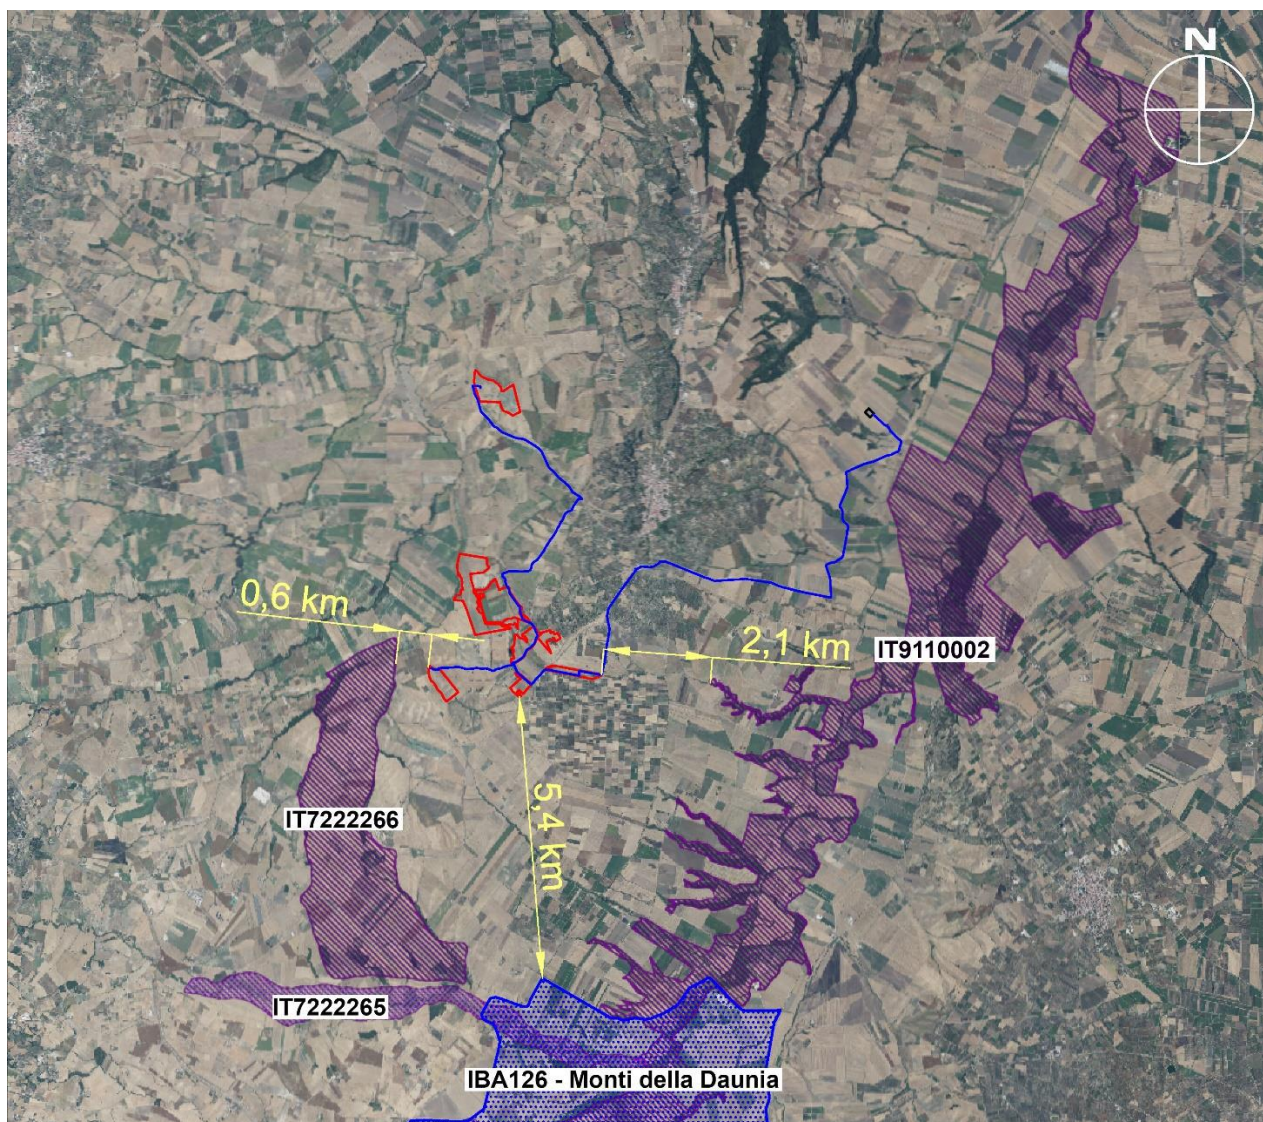 N
0,6 km
2,1 km
IT9110002
5,4 km
IT7222266
IT7222265
IBA126 - Monti della Daunia